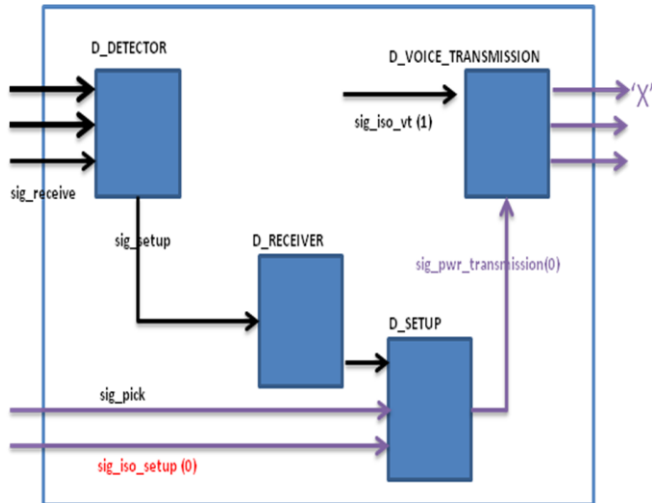 D_DETECTOR
D_VOICE_TRANSMISSION
'X'
sig_iso_vt (1)
sig_receive
sig_setup
D_RECEIVER
sig_pwr_transmission(0)
D_SETUP
sig_pick
sig_iso_setup (0)